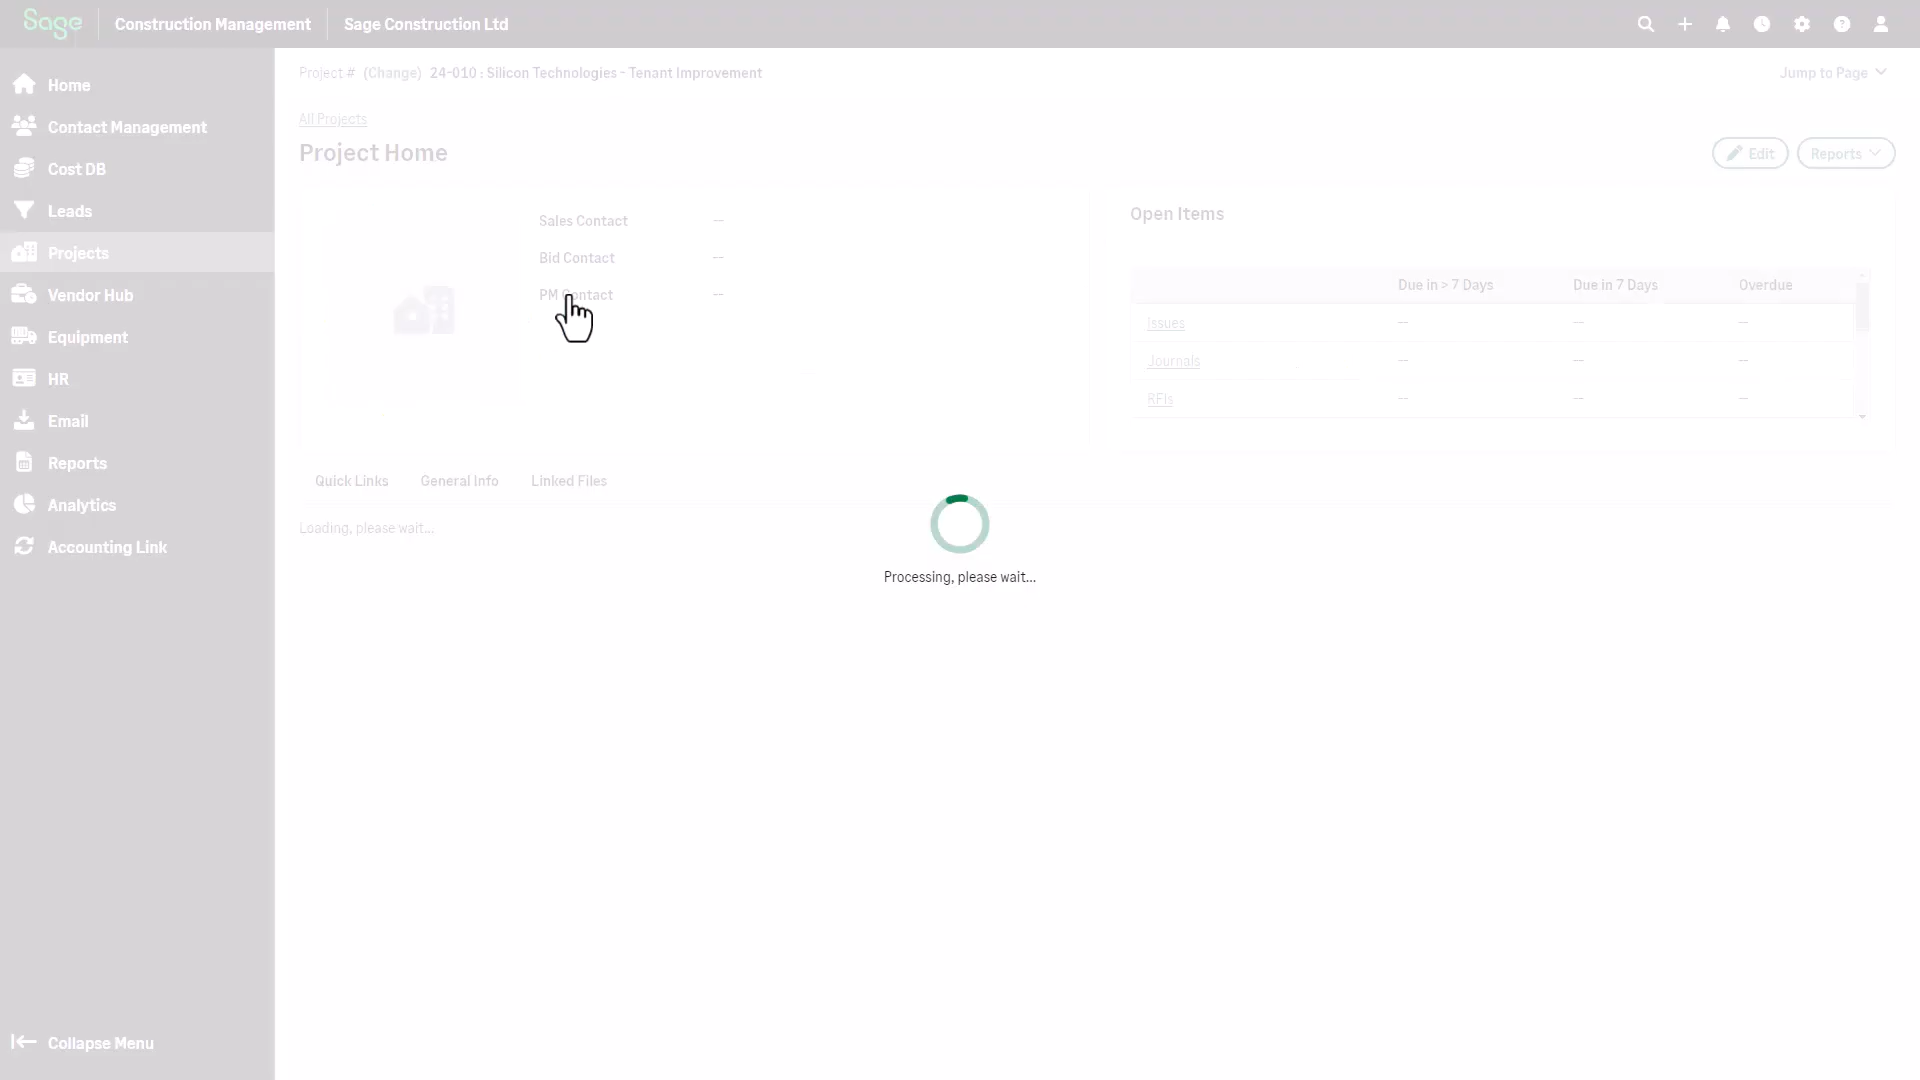 Sage Construction Management Sage Construction Ltd
Home
Contact Management
Cost DB
Leads
Projects
Vendor Hub
Equipment
HR
Email
Reports
Analytics
Accounting Link
Collapse Menu
Project # (Change) 24-010 : Silicon Technologies - Tenant Improvement
Jump to Page
All Projects
Project Home
Edit
Reports
Sales Contact --
Bid Contact --
PM Contact --
Open Items
Due in > 7 Days Due in 7 Days Overdue
Issues -- -- --
Journals -- -- --
RFIs -- -- --
Quick Links General Info Linked Files
Loading, please wait...
Processing, please wait...